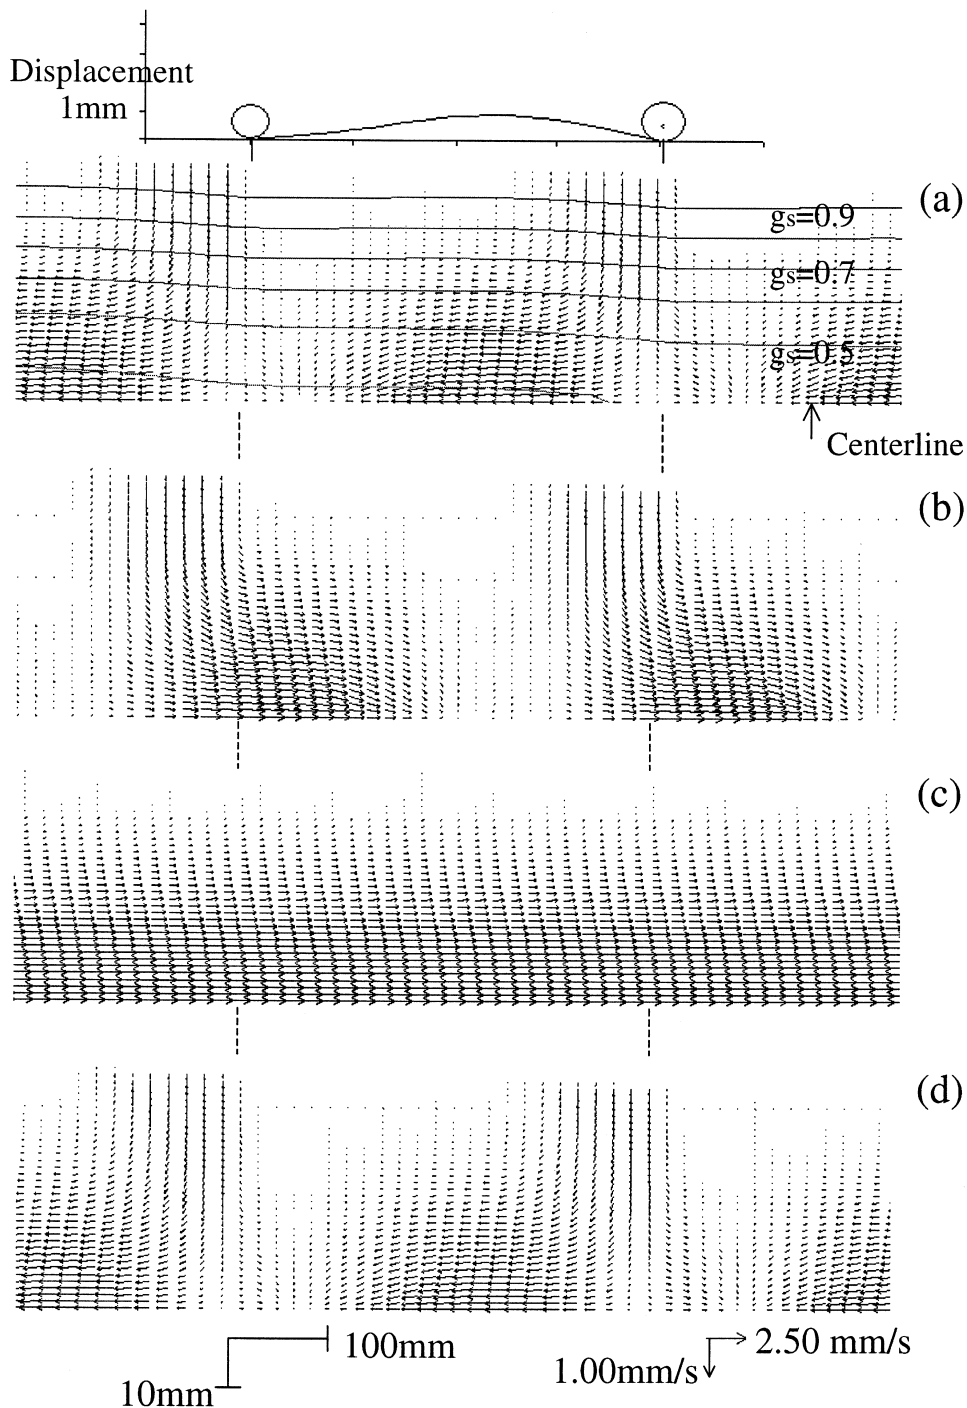 Displacement
1mm
(a)
gs=0.9
gs=0.7
gs=0.5
Centerline
(b)
(c)
(d)
100mm
10mm
2.50 mm/s
1.00mm/s